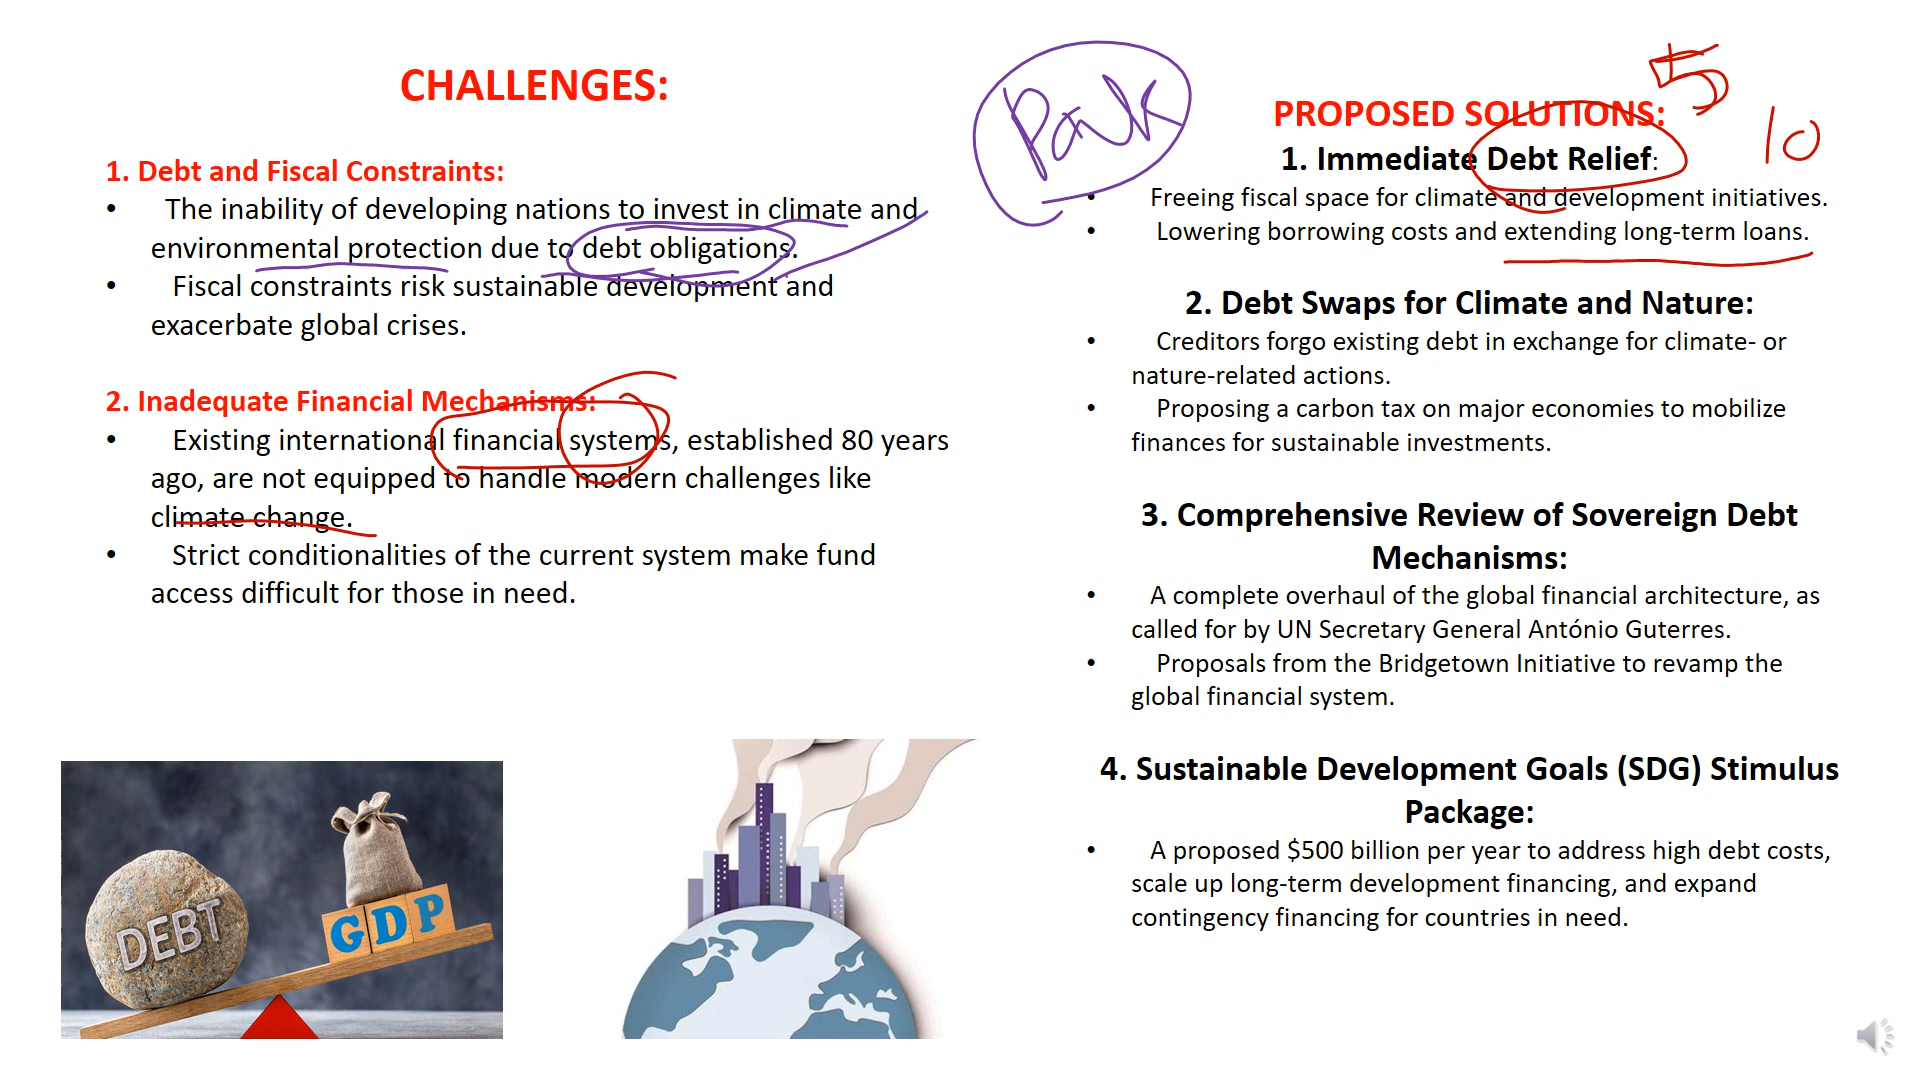 CHALLENGES:
1. Debt and Fiscal Constraints:
• The inability of developing nations to invest in climate and
environmental protection due to debt obligations.
• Fiscal constraints risk sustainable development and
exacerbate global crises.
2. Inadequate Financial Mechanisms:
• Existing international financial systems, established 80 years
ago, are not equipped to handle modern challenges like
climate change.
• Strict conditionalities of the current system make fund
access difficult for those in need.
DEBT
GDP
Pak
5
10
PROPOSED SOLUTIONS:
1. Immediate Debt Relief:
• Freeing fiscal space for climate and development initiatives.
• Lowering borrowing costs and extending long-term loans.
2. Debt Swaps for Climate and Nature:
• Creditors forgo existing debt in exchange for climate- or
nature-related actions.
• Proposing a carbon tax on major economies to mobilize
finances for sustainable investments.
3. Comprehensive Review of Sovereign Debt
Mechanisms:
• A complete overhaul of the global financial architecture, as
called for by UN Secretary General António Guterres.
• Proposals from the Bridgetown Initiative to revamp the
global financial system.
4. Sustainable Development Goals (SDG) Stimulus
Package:
• A proposed $500 billion per year to address high debt costs,
scale up long-term development financing, and expand
contingency financing for countries in need.